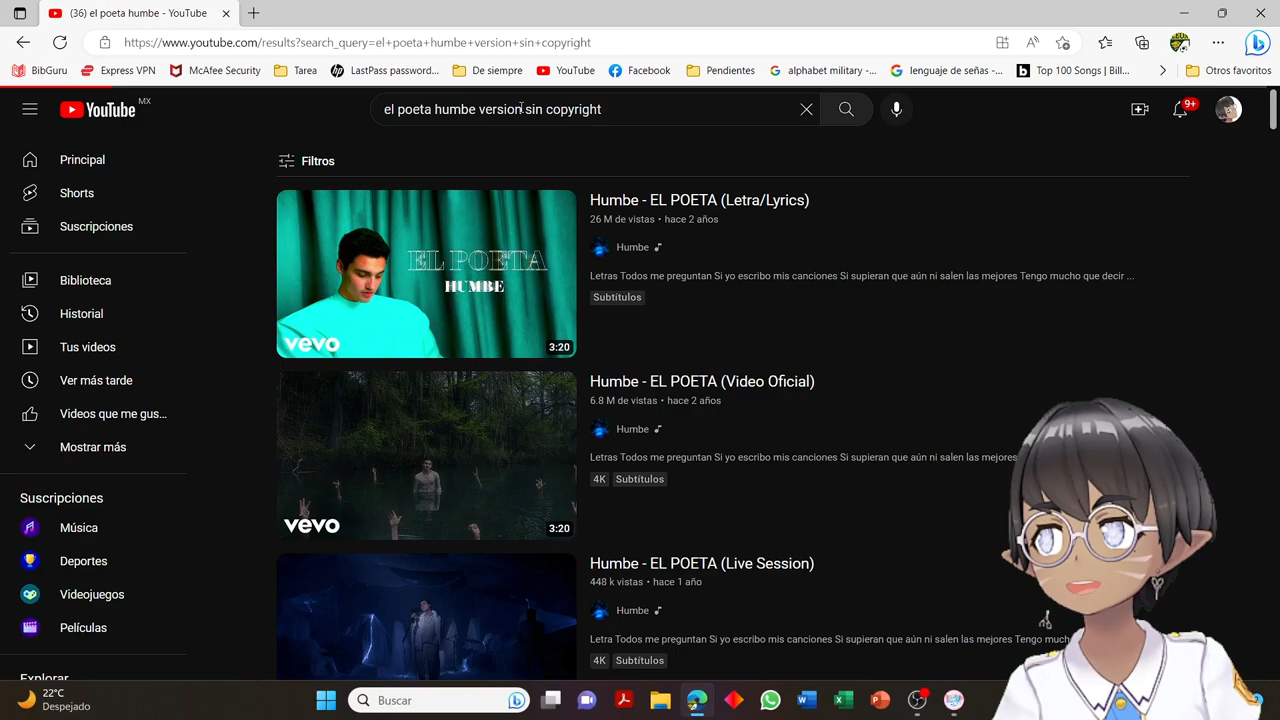 (36) el poeta humbe - YouTube
https://www.youtube.com/results?search_query=el+poeta+humbe+version+sin+copyright
BibGuru
Express VPN
McAfee Security
Tarea
LastPass password...
De siempre
YouTube
Facebook
Pendientes
alphabet military -...
lenguaje de señas -...
Top 100 Songs | Bill...
Otros favoritos
YouTube MX
el poeta humbe version sin copyright
9+
Principal
Shorts
Suscripciones
Biblioteca
Historial
Tus videos
Ver más tarde
Videos que me gus...
Mostrar más
Suscripciones
Música
Deportes
Videojuegos
Películas
Explorar
Filtros
EL POETA
HUMBE
vevo
3:20
Humbe - EL POETA (Letra/Lyrics)
26 M de vistas • hace 2 años
Humbe
Letras Todos me preguntan Si yo escribo mis canciones Si supieran que aún ni salen las mejores Tengo mucho que decir ...
Subtítulos
vevo
3:20
Humbe - EL POETA (Video Oficial)
6.8 M de vistas • hace 2 años
Humbe
Letras Todos me preguntan Si yo escribo mis canciones Si supieran que aún ni salen las mejores
4K Subtítulos
Humbe - EL POETA (Live Session)
448 k vistas • hace 1 año
Humbe
Letra Todos me preguntan Si yo escribo mis canciones Si supieran que aún ni salen las mejores Tengo
4K Subtítulos
22°C
Despejado
Buscar